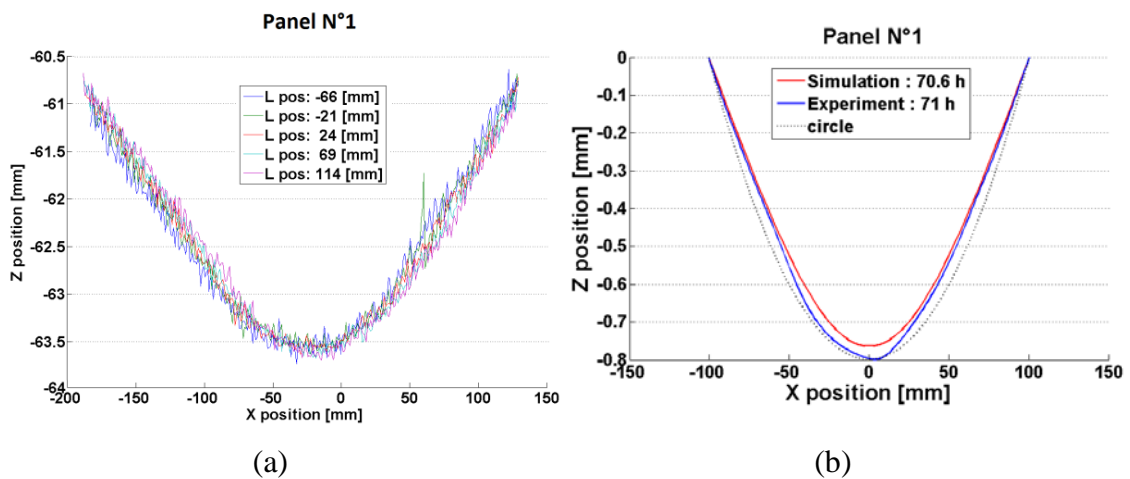 Panel N°1
-60.5
-61
-61.5
-62
-62.5
-63
-63.5
-64
Z position [mm]
L pos: -66 [mm]
L pos: -21 [mm]
L pos: 24 [mm]
L pos: 69 [mm]
L pos: 114 [mm]
-200 -150 -100 -50 0 50 100 150
X position [mm]
(a)
Panel N°1
0
-0.1
-0.2
-0.3
-0.4
-0.5
-0.6
-0.7
-0.8
Z position [mm]
Simulation : 70.6 h
Experiment : 71 h
circle
-150 -100 -50 0 50 100 150
X position [mm]
(b)